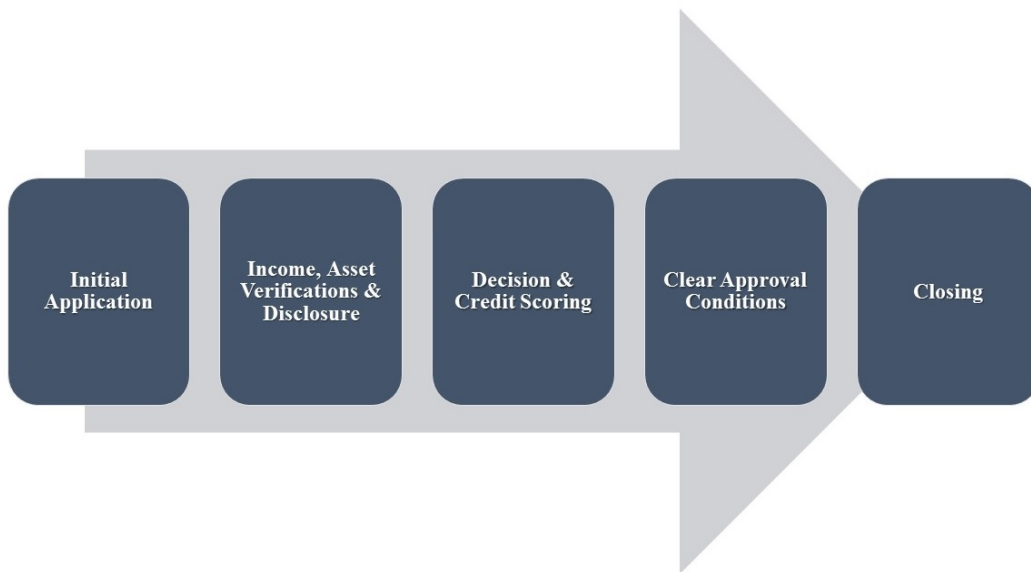 Initial
Application
Income, Asset
Verifications &
Disclosure
Decision &
Credit Scoring
Clear Approval
Conditions
Closing